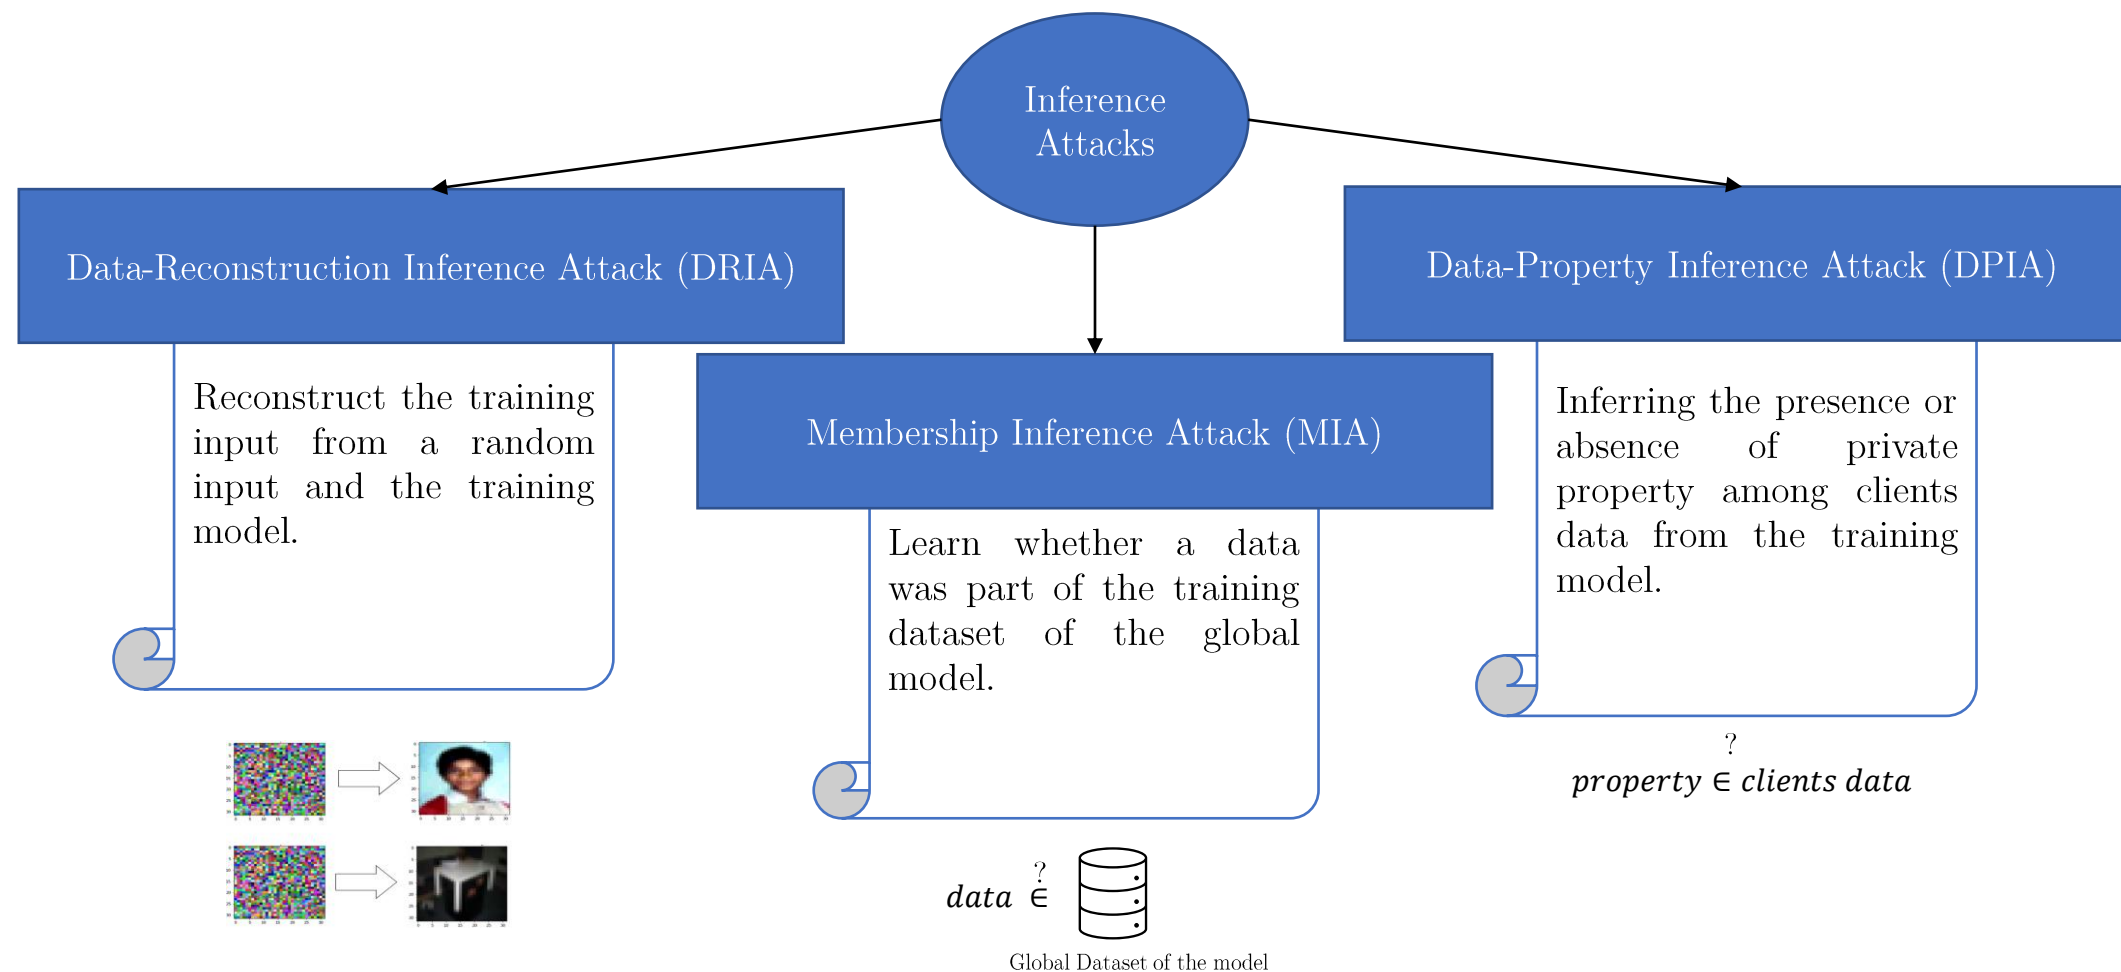 Inference
Attacks
Data-Reconstruction Inference Attack (DRIA)
Reconstruct the training
input from a random
input and the training
model.
Membership Inference Attack (MIA)
Learn whether a data
was part of the training
dataset of the global
model.
data ∈
?
Global Dataset of the model
Data-Property Inference Attack (DPIA)
Inferring the presence or
absence of private
property among clients
data from the training
model.
?
property ∈ clients data